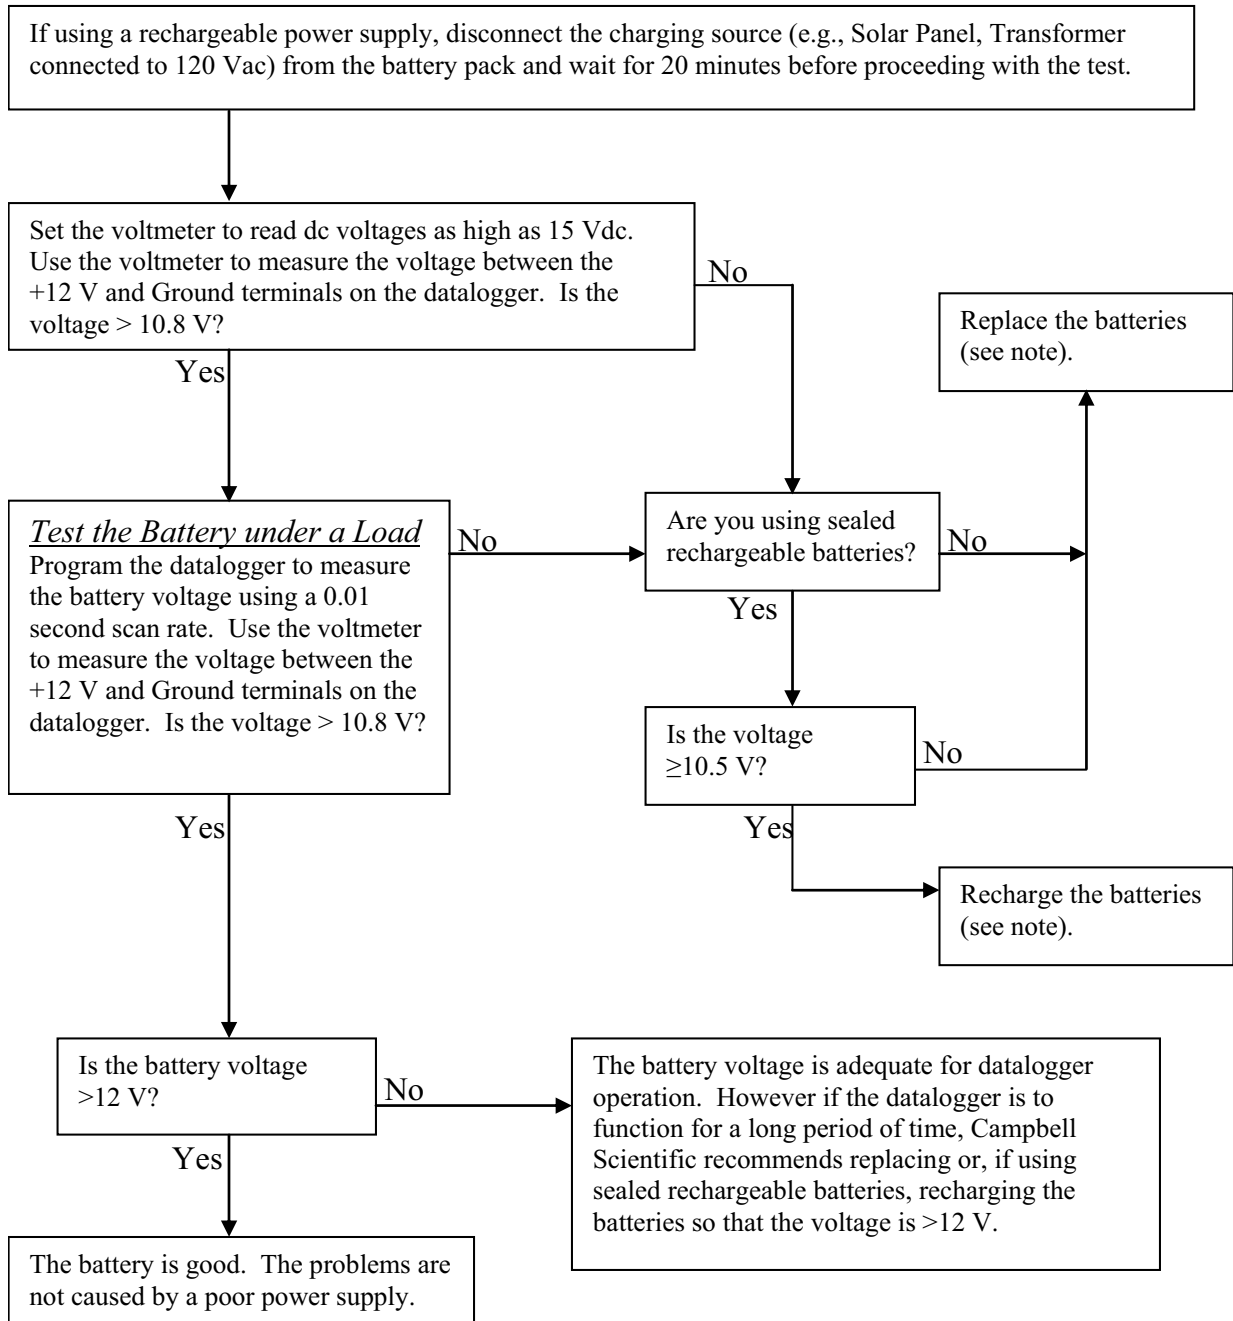 If using a rechargeable power supply, disconnect the charging source (e.g., Solar Panel, Transformer
connected to 120 Vac) from the battery pack and wait for 20 minutes before proceeding with the test.
Set the voltmeter to read dc voltages as high as 15 Vdc.
Use the voltmeter to measure the voltage between the
+12 V and Ground terminals on the datalogger.  Is the
voltage > 10.8 V?
No
Yes
Replace the batteries
(see note).
Test the Battery under a Load
Program the datalogger to measure
the battery voltage using a 0.01
second scan rate.  Use the voltmeter
to measure the voltage between the
+12 V and Ground terminals on the
datalogger.  Is the voltage > 10.8 V?
No
Are you using sealed
rechargeable batteries?
No
Yes
Is the voltage
≥10.5 V?
No
Yes
Yes
Recharge the batteries
(see note).
Is the battery voltage
>12 V?
No
Yes
The battery voltage is adequate for datalogger
operation.  However if the datalogger is to
function for a long period of time, Campbell
Scientific recommends replacing or, if using
sealed rechargeable batteries, recharging the
batteries so that the voltage is >12 V.
The battery is good.  The problems are
not caused by a poor power supply.